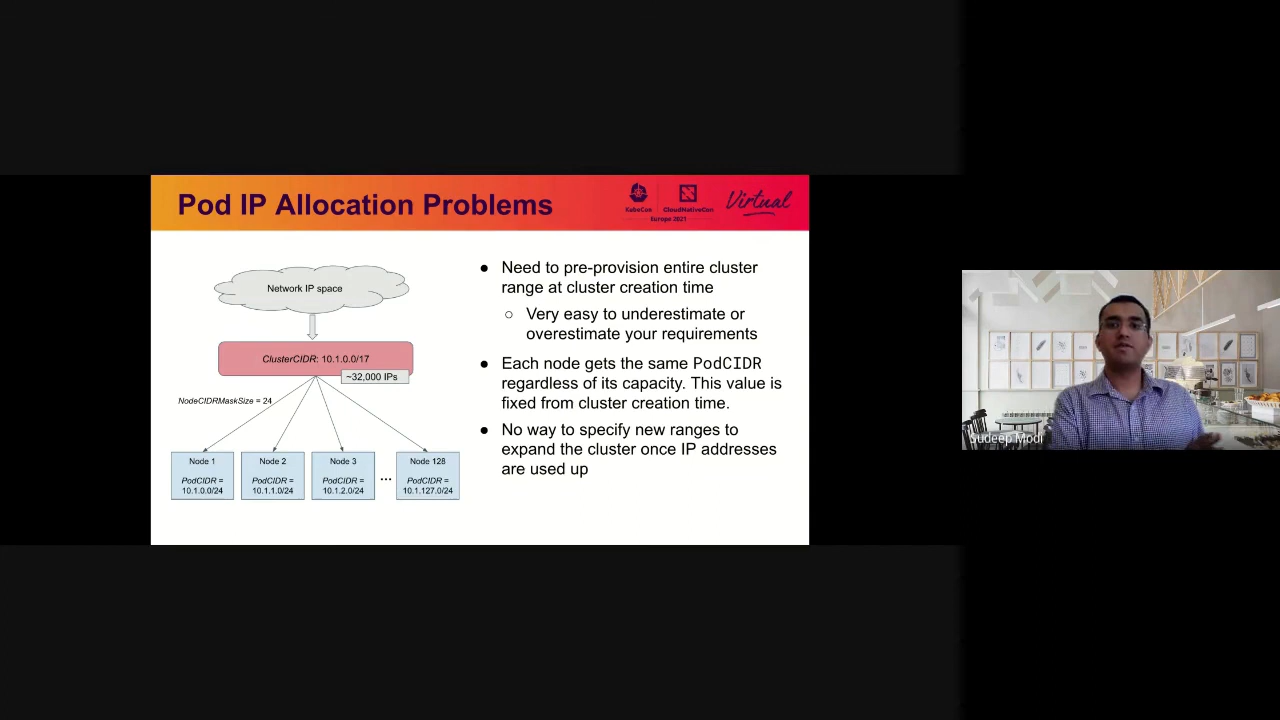 Pod IP Allocation Problems
KubeCon
CloudNativeCon
Europe 2021
Virtual
Network IP space
ClusterCIDR: 10.1.0.0/17
~32,000 IPs
NodeCIDRMaskSize = 24
Node 1
PodCIDR =
10.1.0.0/24
Node 2
PodCIDR =
10.1.1.0/24
Node 3
PodCIDR =
10.1.2.0/24
...
Node 128
PodCIDR =
10.1.127.0/24
● Need to pre-provision entire cluster
range at cluster creation time
○ Very easy to underestimate or
overestimate your requirements
● Each node gets the same PodCIDR
regardless of its capacity. This value is
fixed from cluster creation time.
● No way to specify new ranges to
expand the cluster once IP addresses
are used up
Sudeep Modi